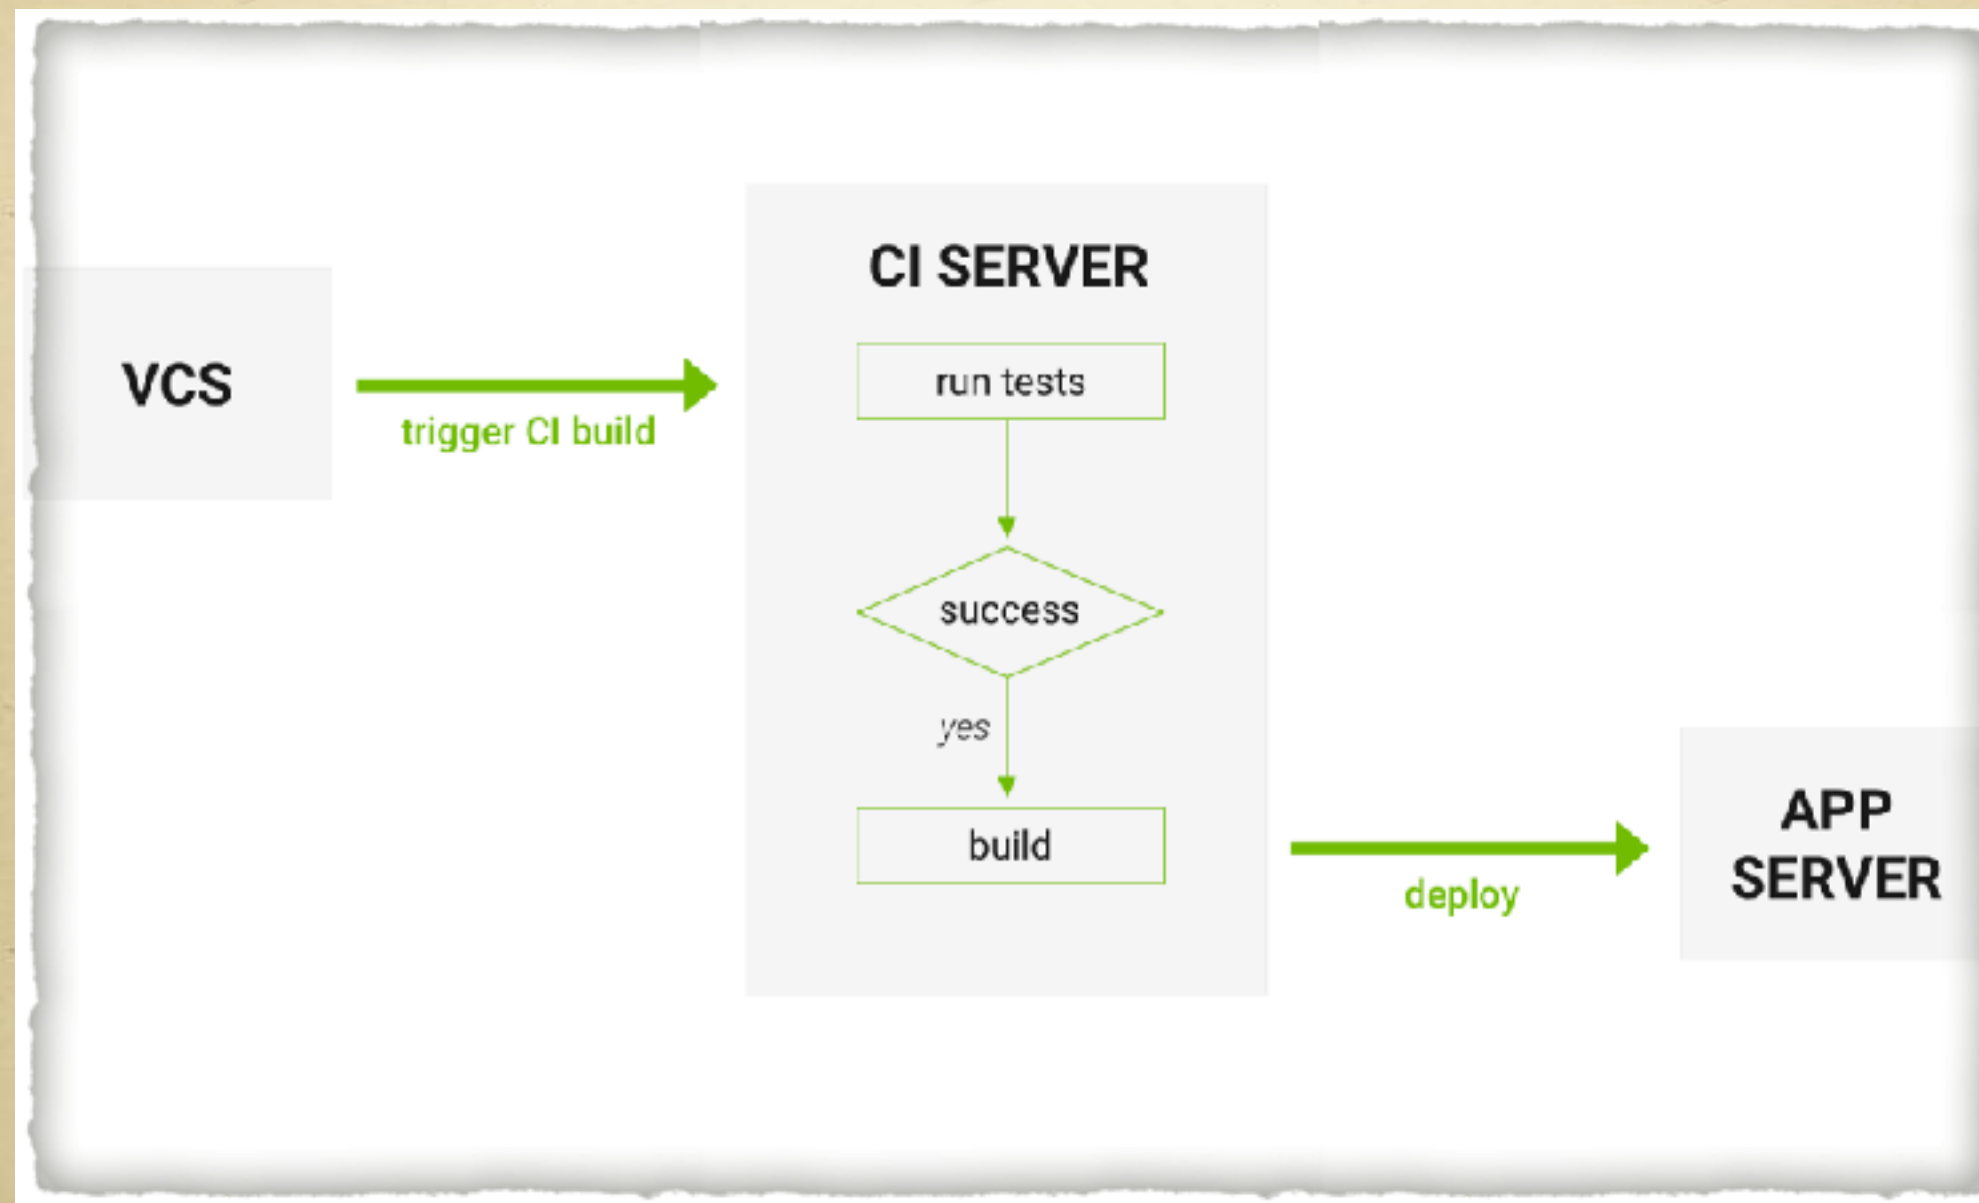 VCS
trigger CI build
CI SERVER
run tests
success
yes
build
deploy
APP
SERVER